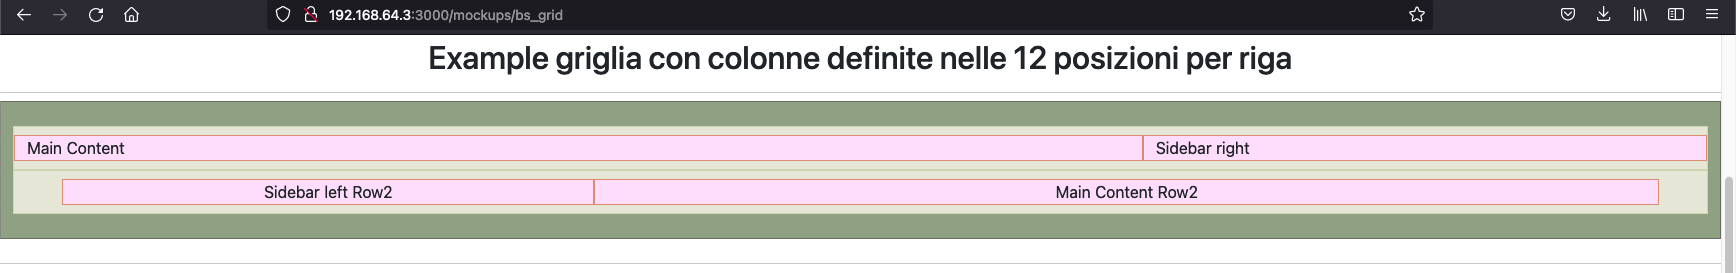 192.168.64.3:3000/mockups/bs_grid
Example griglia con colonne definite nelle 12 posizioni per riga
Main Content
Sidebar right
Sidebar left Row2
Main Content Row2